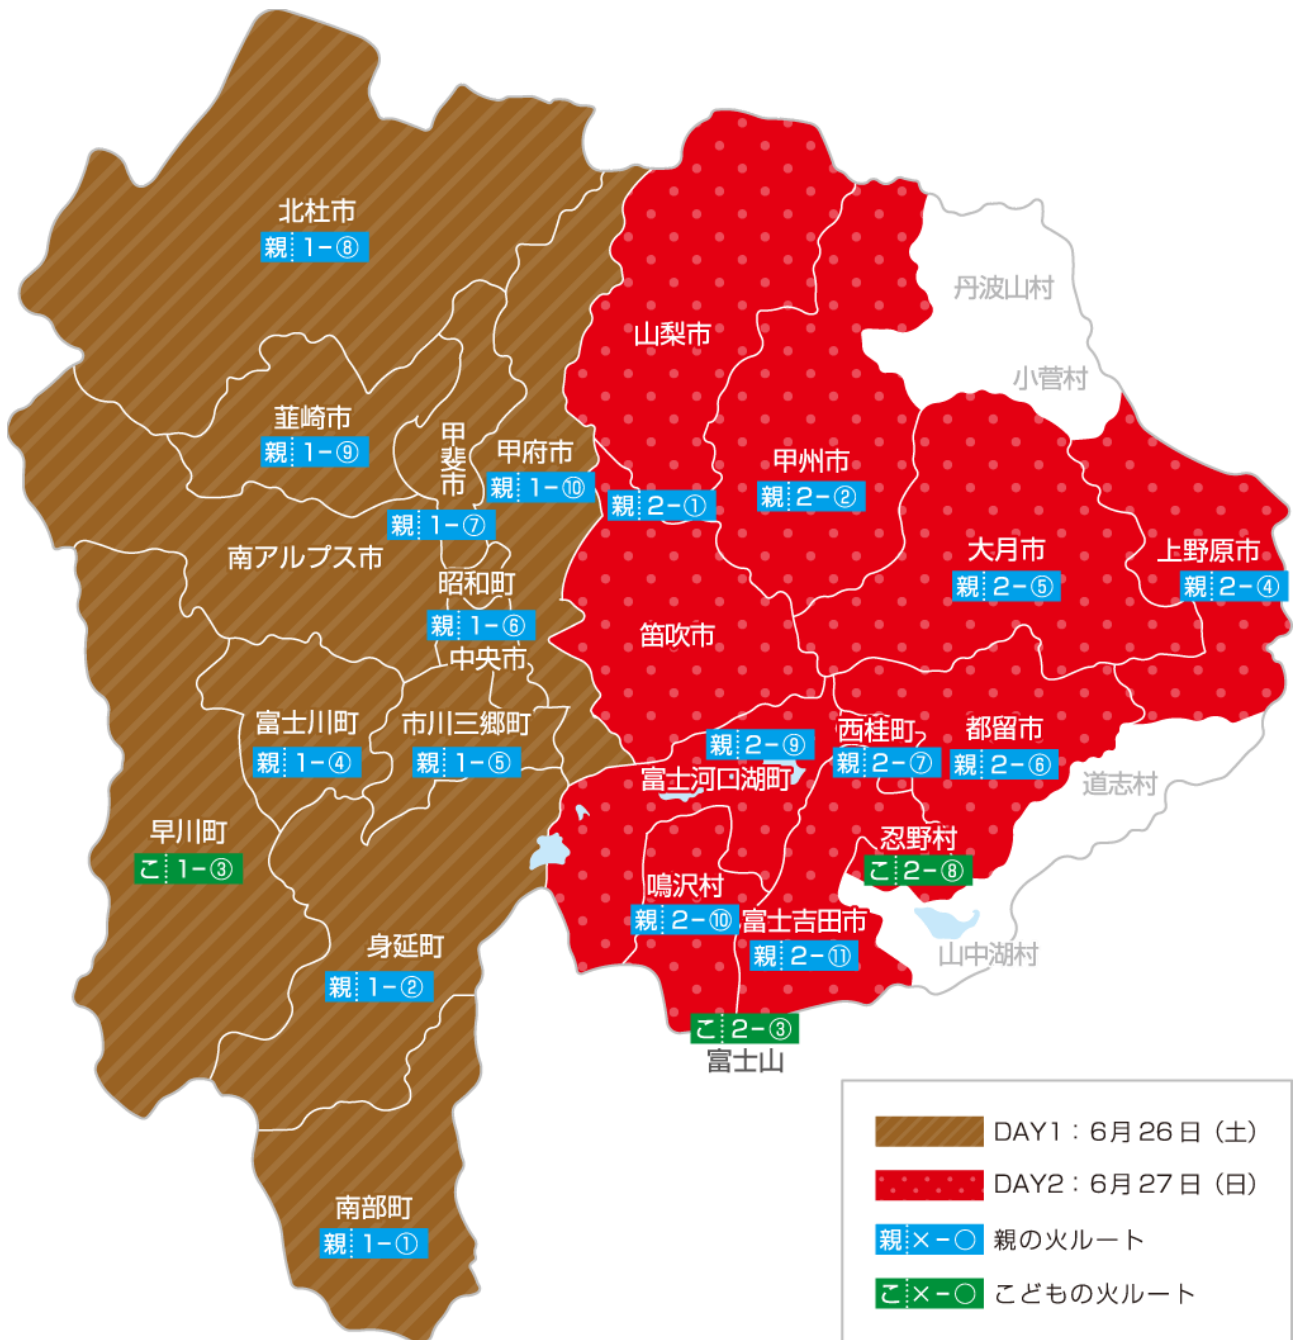 北杜市
親 1-⑧
丹波山村
山梨市
小菅村
韮崎市
親 1-⑨
甲斐市
親 1-⑦
甲府市
親 1-⑩
甲州市
親 2-②
親 2-①
大月市
親 2-⑤
上野原市
親 2-④
南アルプス市
昭和町
親 1-⑥
笛吹市
中央市
富士川町
親 1-④
市川三郷町
親 1-⑤
親 2-⑨
富士河口湖町
西桂町
親 2-⑦
都留市
親 2-⑥
道志村
早川町
こ 1-③
忍野村
こ 2-⑧
鳴沢村
親 2-⑩
富士吉田市
親 2-⑪
山中湖村
身延町
親 1-②
こ 2-③
富士山
南部町
親 1-①
DAY1：6月26日（土）
DAY2：6月27日（日）
親 ×-○ 親の火ルート
こ ×-○ こどもの火ルート